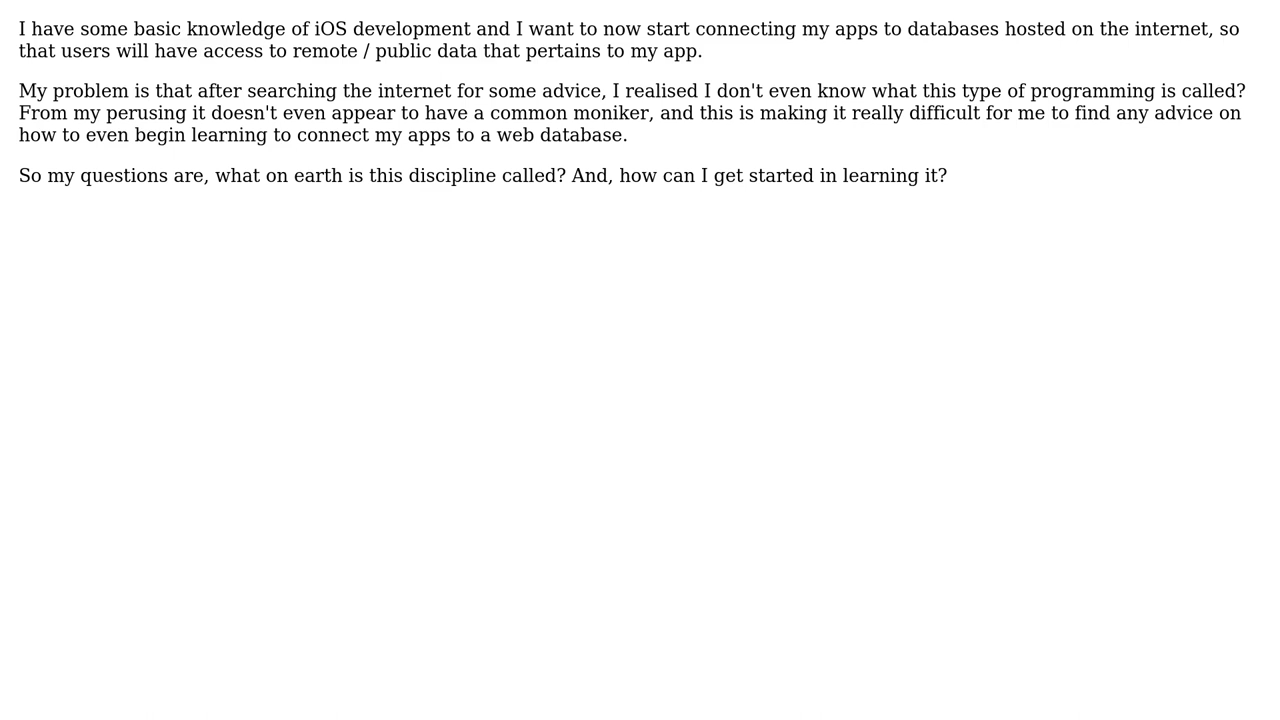 I have some basic knowledge of iOS development and I want to now start connecting my apps to databases hosted on the internet, so
that users will have access to remote / public data that pertains to my app.
My problem is that after searching the internet for some advice, I realised I don't even know what this type of programming is called?
From my perusing it doesn't even appear to have a common moniker, and this is making it really difficult for me to find any advice on
how to even begin learning to connect my apps to a web database.
So my questions are, what on earth is this discipline called? And, how can I get started in learning it?